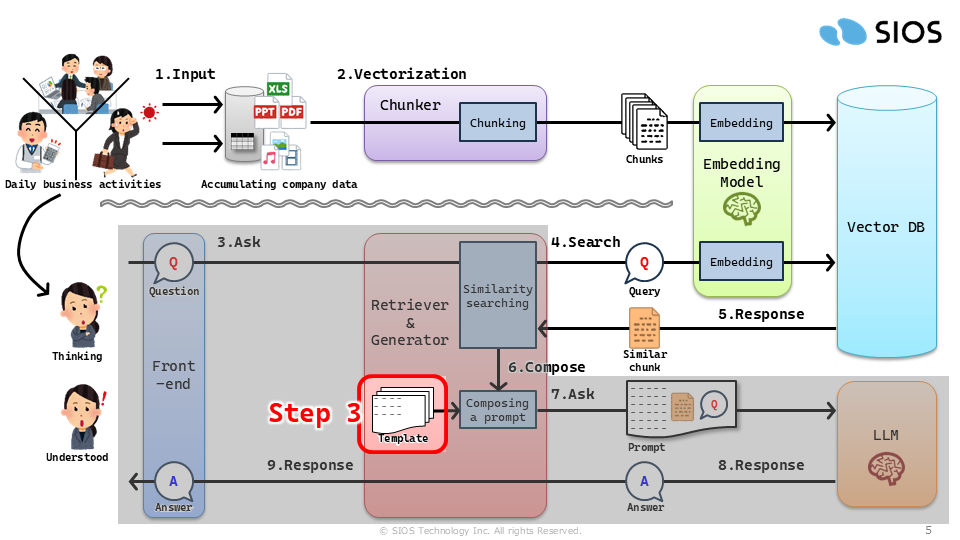 SIOS
1.Input
2.Vectorization
XLS
PPT
PDF
Chunker
Chunking
Chunks
Embedding
Embedding
Model
Vector DB
Daily business activities
Accumulating company data
3.Ask
4.Search
Q
Question
Similarity
searching
Q
Query
Embedding
Retriever
&
Generator
5.Response
Similar
chunk
Thinking
Front
-end
6.Compose
Step 3
Template
Composing
a prompt
7.Ask
Q
Prompt
LLM
Understood
9.Response
8.Response
A
Answer
A
Answer
© SIOS Technology Inc. All rights Reserved.
5